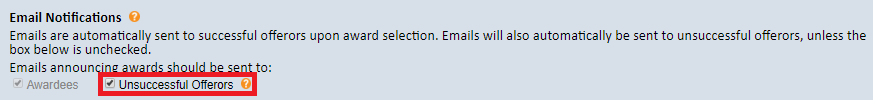 Email Notifications
Emails are automatically sent to successful offerors upon award selection. Emails will also automatically be sent to unsuccessful offerors, unless the
box below is unchecked.
Emails announcing awards should be sent to:
Awardees Unsuccessful Offerors